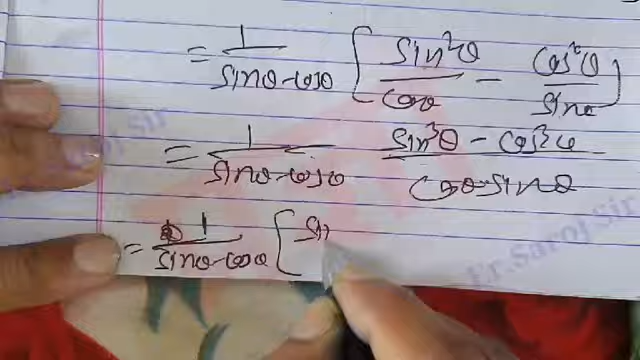 = 1/(sinθ-cosθ) [ sin²θ/cosθ - cos²θ/sinθ ]
= 1/(sinθ-cosθ) (sin³θ - cos³θ)/(cosθ·sinθ)
= 1/(sinθ-cosθ) [ sin
Er.Saroj Sir